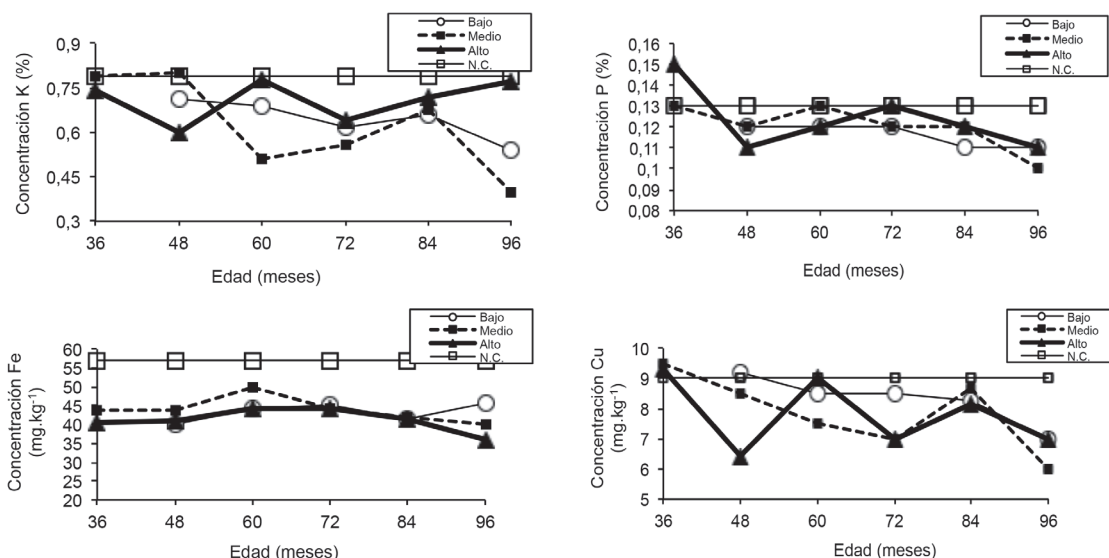 Bajo
Medio
Alto
N.C.
Concentración K (%)
0,9
0,75
0,6
0,45
0,3
36 48 60 72 84 96
Edad (meses)
Bajo
Medio
Alto
N.C.
Concentración P (%)
0,16
0,15
0,14
0,13
0,12
0,11
0,10
0,09
0,08
36 48 60 72 84 96
Edad (meses)
Bajo
Medio
Alto
N.C.
Concentración Fe
(mg.kg⁻¹)
60
55
50
45
40
35
30
25
20
36 48 60 72 84 96
Edad (meses)
Bajo
Medio
Alto
N.C.
Concentración Cu
(mg.kg⁻¹)
10
9
8
7
6
5
36 48 60 72 84 96
Edad (meses)